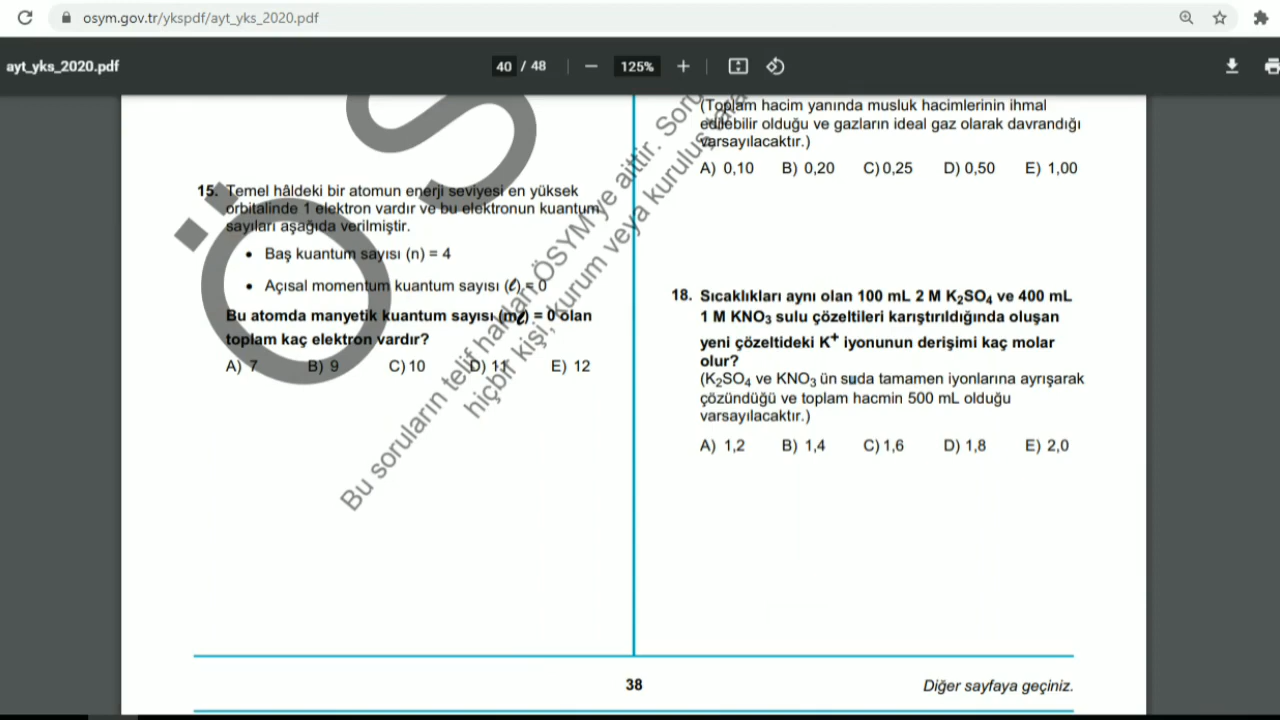 osym.gov.tr/ykspdf/ayt_yks_2020.pdf
ayt_yks_2020.pdf
40 / 48
125%
15. Temel hâldeki bir atomun enerji seviyesi en yüksek
orbitalinde 1 elektron vardır ve bu elektronun kuantum
sayıları aşağıda verilmiştir.
• Baş kuantum sayısı (n) = 4
• Açısal momentum kuantum sayısı (ℓ) = 0
Bu atomda manyetik kuantum sayısı (mℓ) = 0 olan
toplam kaç elektron vardır?
A) 7 B) 9 C) 10 D) 11 E) 12
(Toplam hacim yanında musluk hacimlerinin ihmal
edilebilir olduğu ve gazların ideal gaz olarak davrandığı
varsayılacaktır.)
A) 0,10 B) 0,20 C) 0,25 D) 0,50 E) 1,00
18. Sıcaklıkları aynı olan 100 mL 2 M K₂SO₄ ve 400 mL
1 M KNO₃ sulu çözeltileri karıştırıldığında oluşan
yeni çözeltideki K⁺ iyonunun derişimi kaç molar
olur?
(K₂SO₄ ve KNO₃ ün suda tamamen iyonlarına ayrışarak
çözündüğü ve toplam hacmin 500 mL olduğu
varsayılacaktır.)
A) 1,2 B) 1,4 C) 1,6 D) 1,8 E) 2,0
ÖS
Bu soruların telif hakları ÖSYM'ye aittir.
hiçbir kişi, kurum veya kuruluş
38
Diğer sayfaya geçiniz.